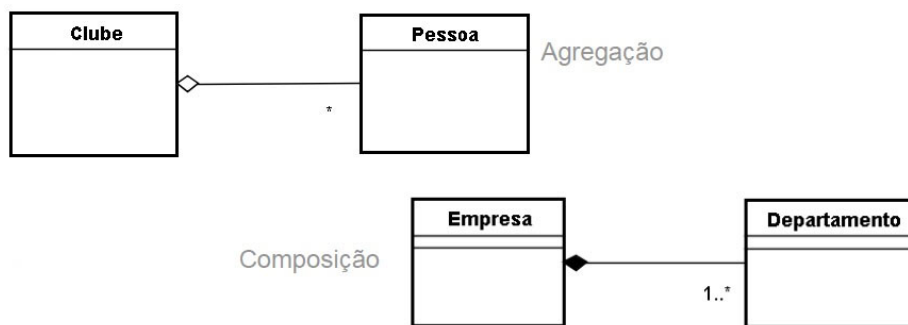 Clube
Pessoa
Agregação
*
Empresa
Departamento
Composição
1..*